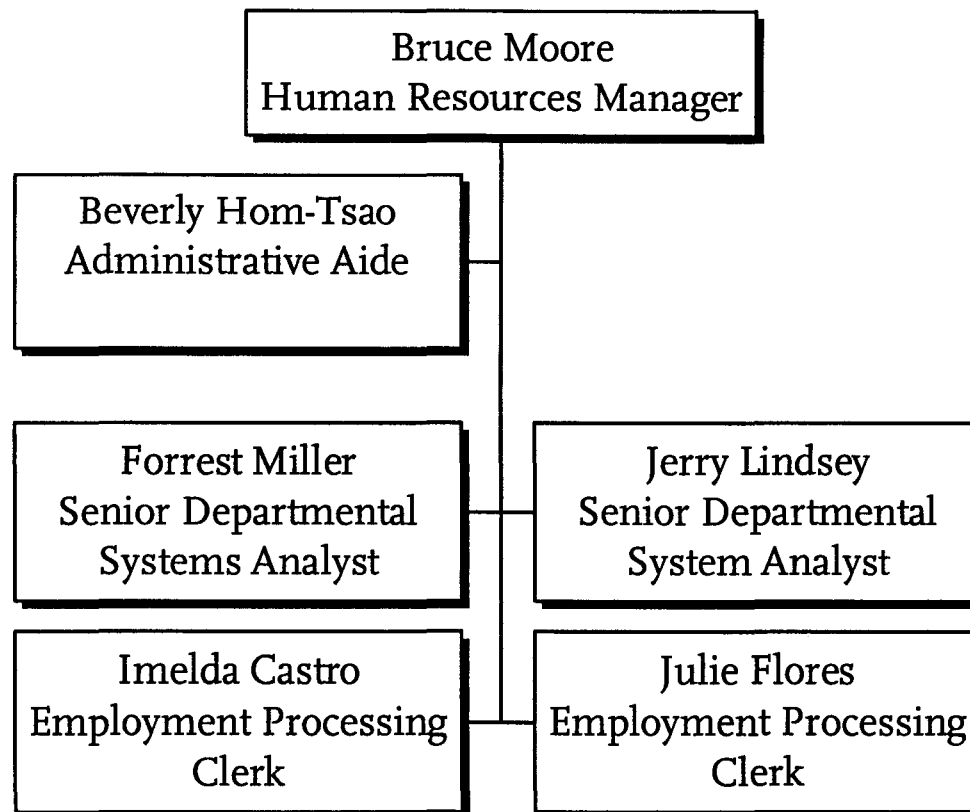 Bruce Moore
Human Resources Manager
Beverly Hom-Tsao
Administrative Aide
Forrest Miller
Senior Departmental
Systems Analyst
Jerry Lindsey
Senior Departmental
System Analyst
Imelda Castro
Employment Processing
Clerk
Julie Flores
Employment Processing
Clerk